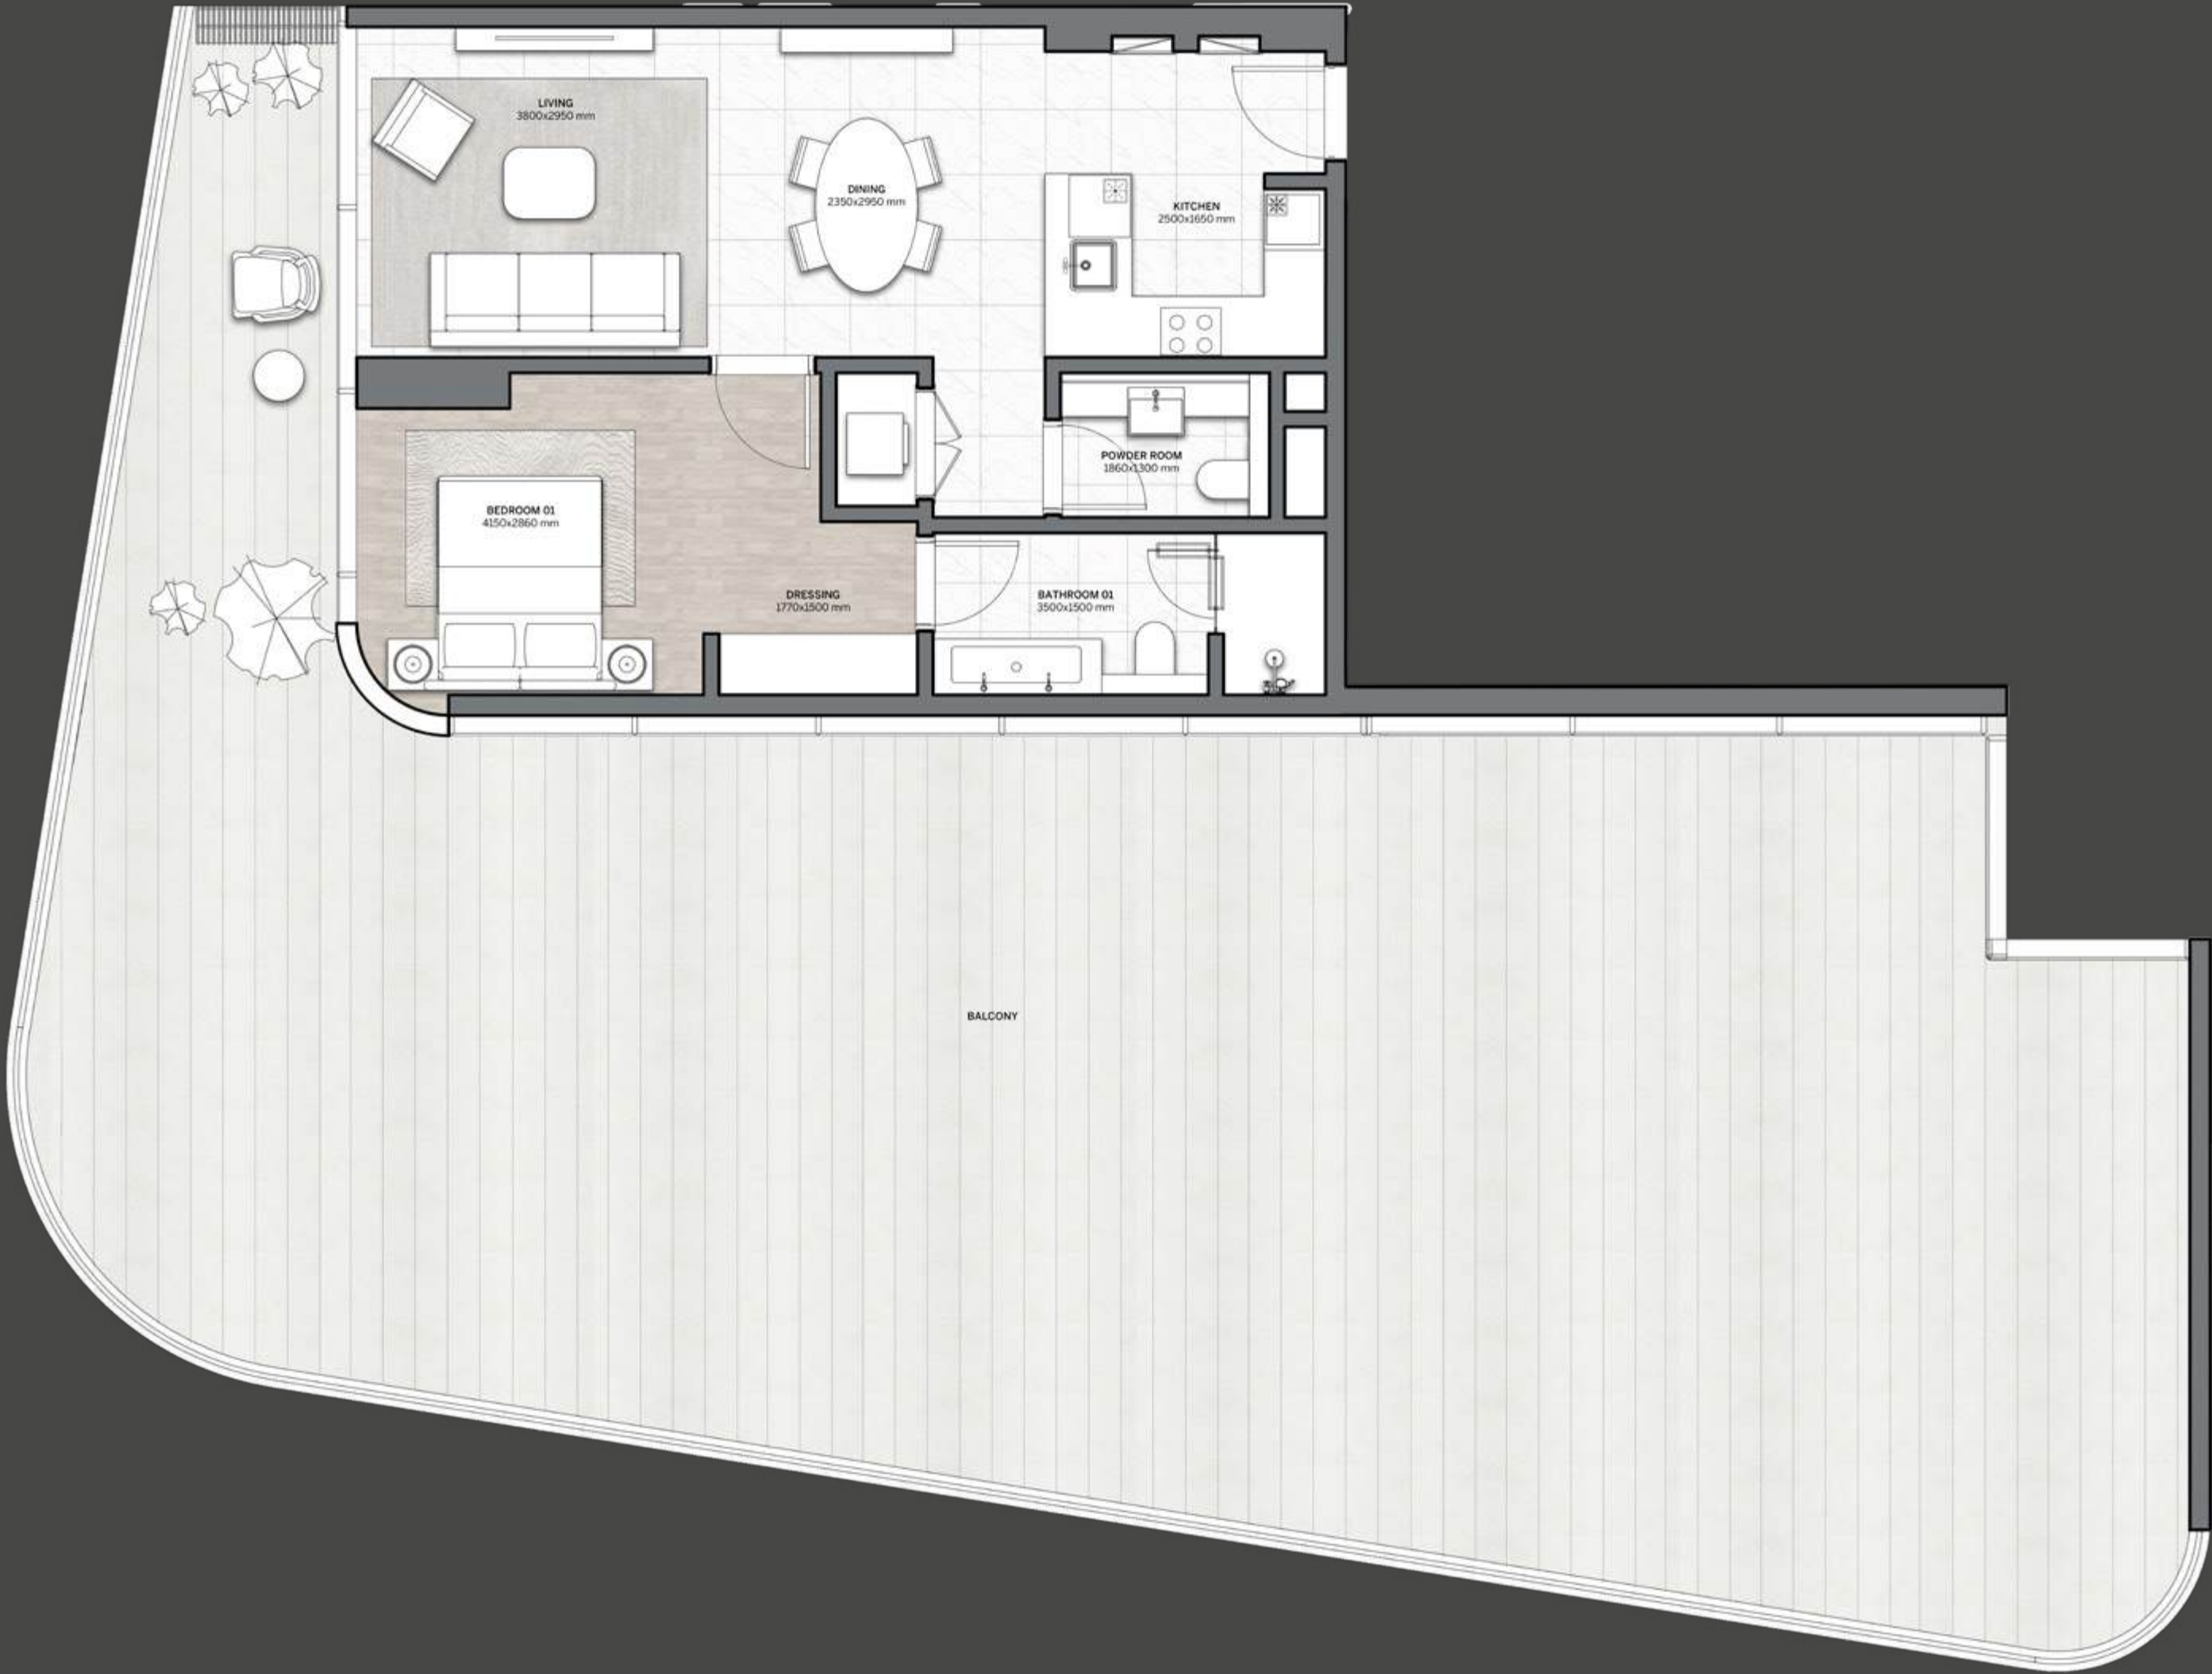 LIVING
3800x2950 mm
DINING
2350x2950 mm
KITCHEN
2500x1650 mm
POWDER ROOM
1860x1300 mm
BEDROOM 01
4150x2860 mm
DRESSING
1770x1500 mm
BATHROOM 01
3500x1500 mm
BALCONY